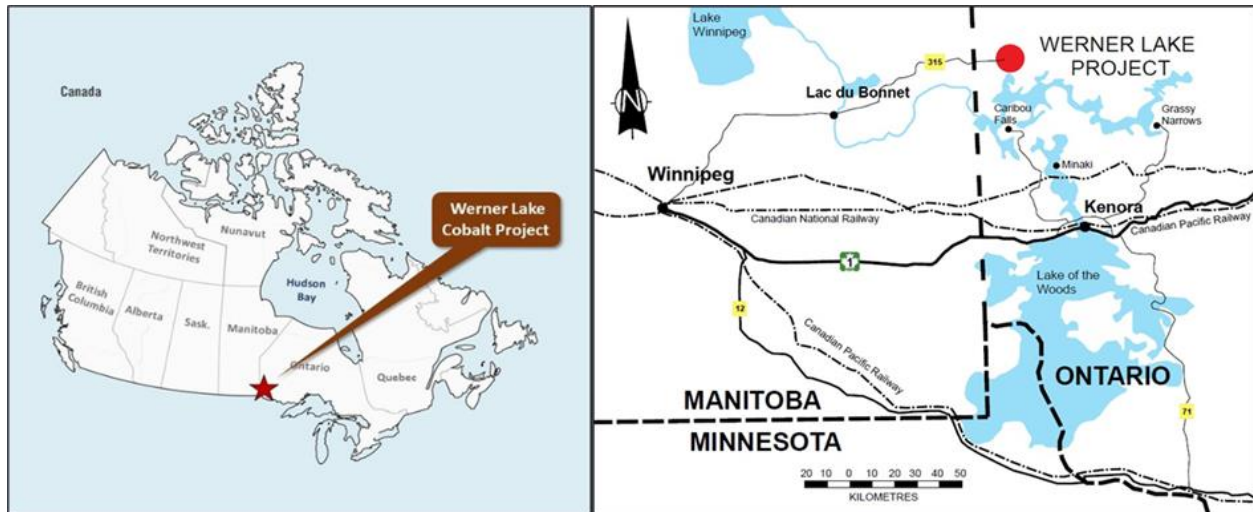 Canada
Nunavut
Northwest
Territories
British
Columbia
Alberta
Sask.
Manitoba
Hudson
Bay
Ontario
Quebec
Werner Lake
Cobalt Project
Lake
Winnipeg
315
WERNER LAKE
PROJECT
Lac du Bonnet
Caribou
Falls
Grassy
Narrows
N
Minaki
Winnipeg
Canadian National Railway
Kenora
Canadian Pacific Railway
1
Lake of the
Woods
12
Canadian Pacific
Railway
ONTARIO
MANITOBA
MINNESOTA
71
20 10 0 10 20 30 40 50
KILOMETRES